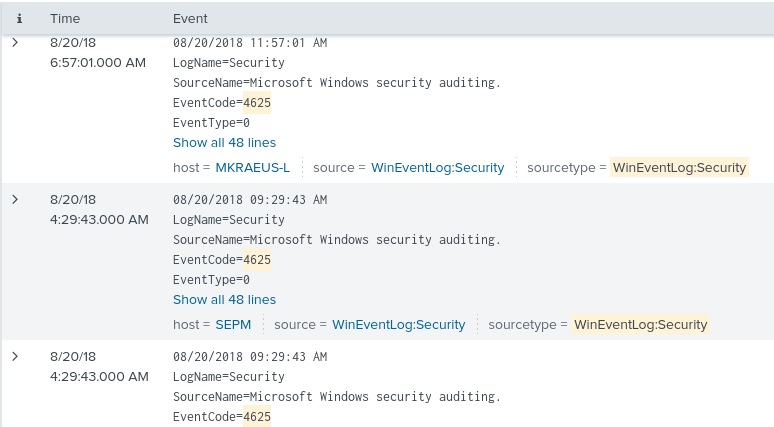 i Time Event
8/20/18 08/20/2018 11:57:01 AM
6:57:01.000 AM LogName=Security
SourceName=Microsoft Windows security auditing.
EventCode=4625
EventType=0
Show all 48 lines
host = MKRAEUS-L source = WinEventLog:Security sourcetype = WinEventLog:Security
8/20/18 08/20/2018 09:29:43 AM
4:29:43.000 AM LogName=Security
SourceName=Microsoft Windows security auditing.
EventCode=4625
EventType=0
Show all 48 lines
host = SEPM source = WinEventLog:Security sourcetype = WinEventLog:Security
8/20/18 08/20/2018 09:29:43 AM
4:29:43.000 AM LogName=Security
SourceName=Microsoft Windows security auditing.
EventCode=4625